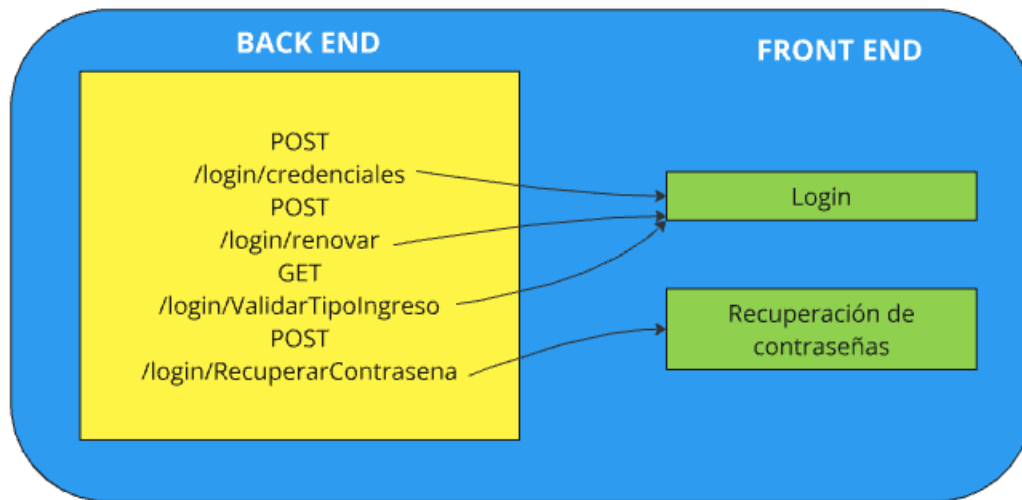 BACK END
POST
/login/credenciales
POST
/login/renovar
GET
/login/ValidarTipoIngreso
POST
/login/RecuperarContrasena
FRONT END
Login
Recuperación de
contraseñas